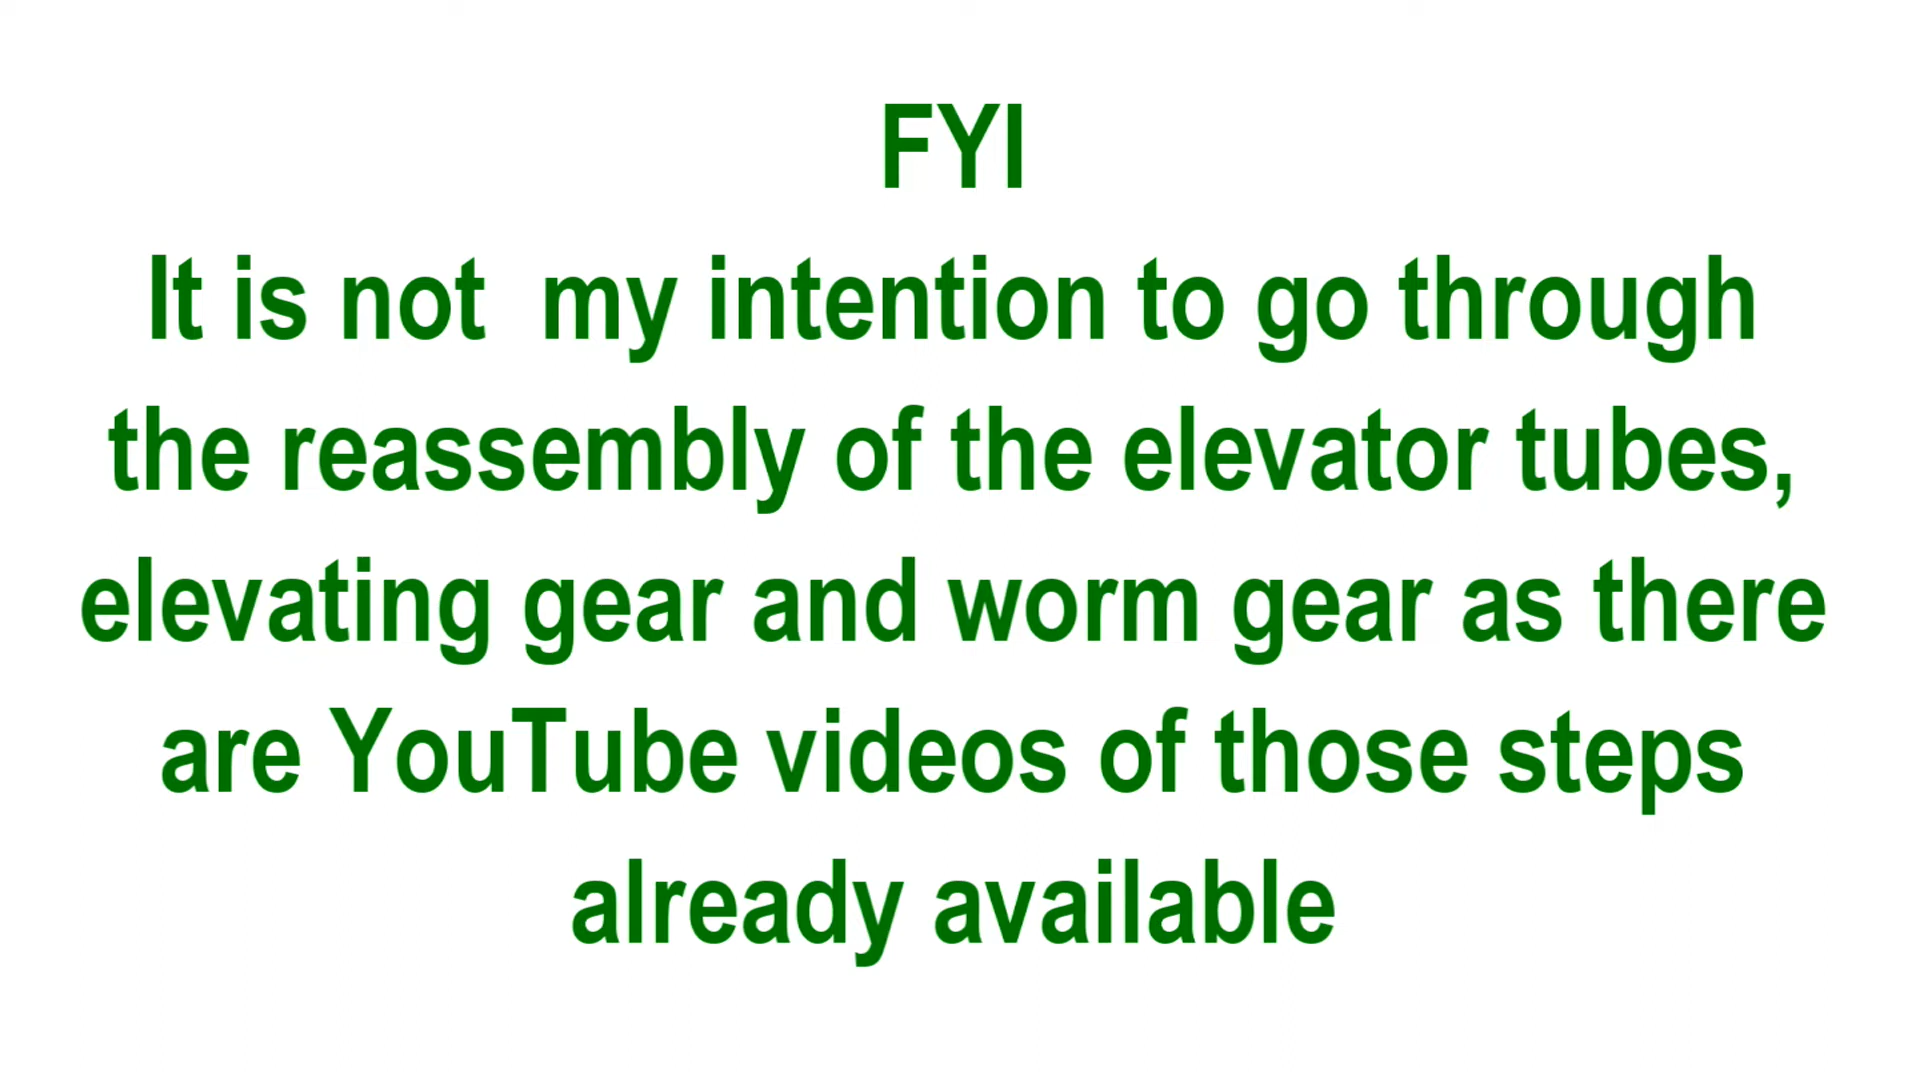 FYI
It is not  my intention to go through
the reassembly of the elevator tubes,
elevating gear and worm gear as there
are YouTube videos of those steps
already available